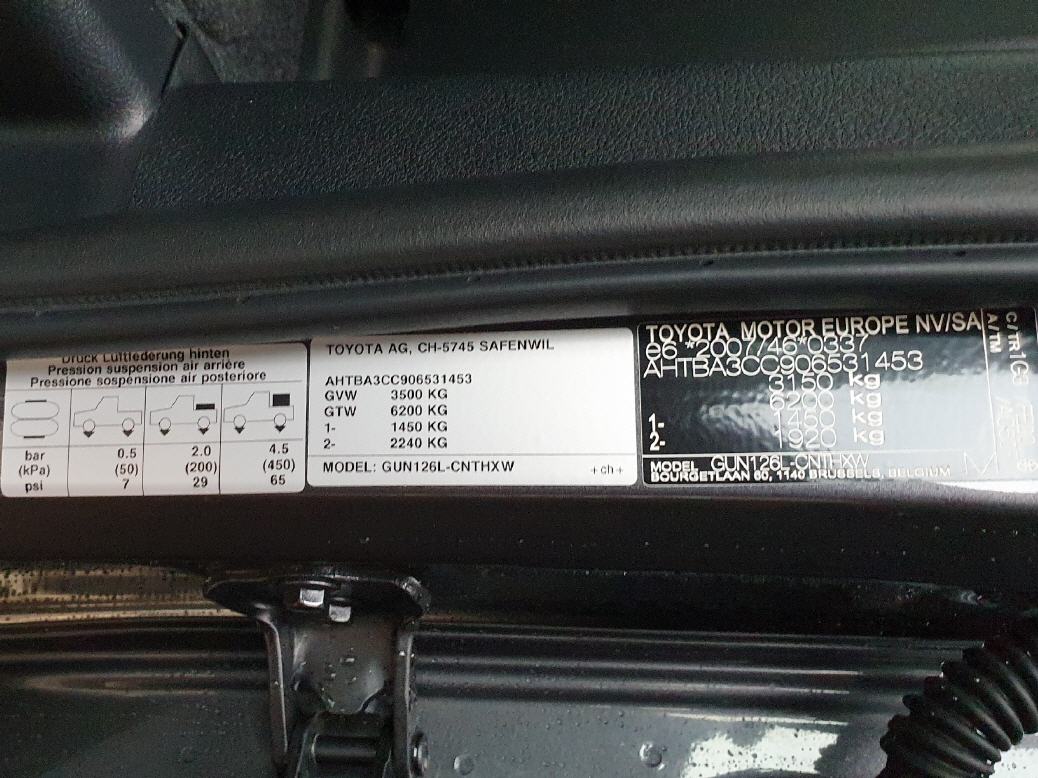 Druck Luftfederung hinten
Pression suspension air arrière
Pressione sospensione air posteriore
bar 0.5 2.0 4.5
(kPa) (50) (200) (450)
psi 7 29 65
TOYOTA AG, CH-5745 SAFENWIL
AHTBA3CC906531453
GVW 3500 KG
GTW 6200 KG
1- 1450 KG
2- 2240 KG
MODEL: GUN126L-CNTHXW +ch+
TOYOTA MOTOR EUROPE NV/SA
e6 *2007/46*0337
AHTBA3CC906531453
3150 kg
6200 kg
1- 1450 kg
2- 1920 kg
MODEL GUN126L-CNTHXW
BOURGETLAAN 60, 1140 BRUSSELS, BELGIUM
C/TR
A/TM